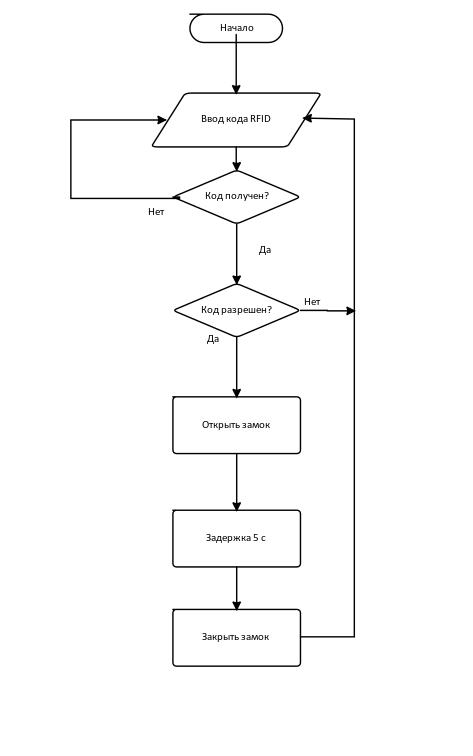 Начало
Ввод кода RFID
Код получен?
Нет
Да
Код разрешен?
Нет
Да
Открыть замок
Задержка 5 с
Закрыть замок